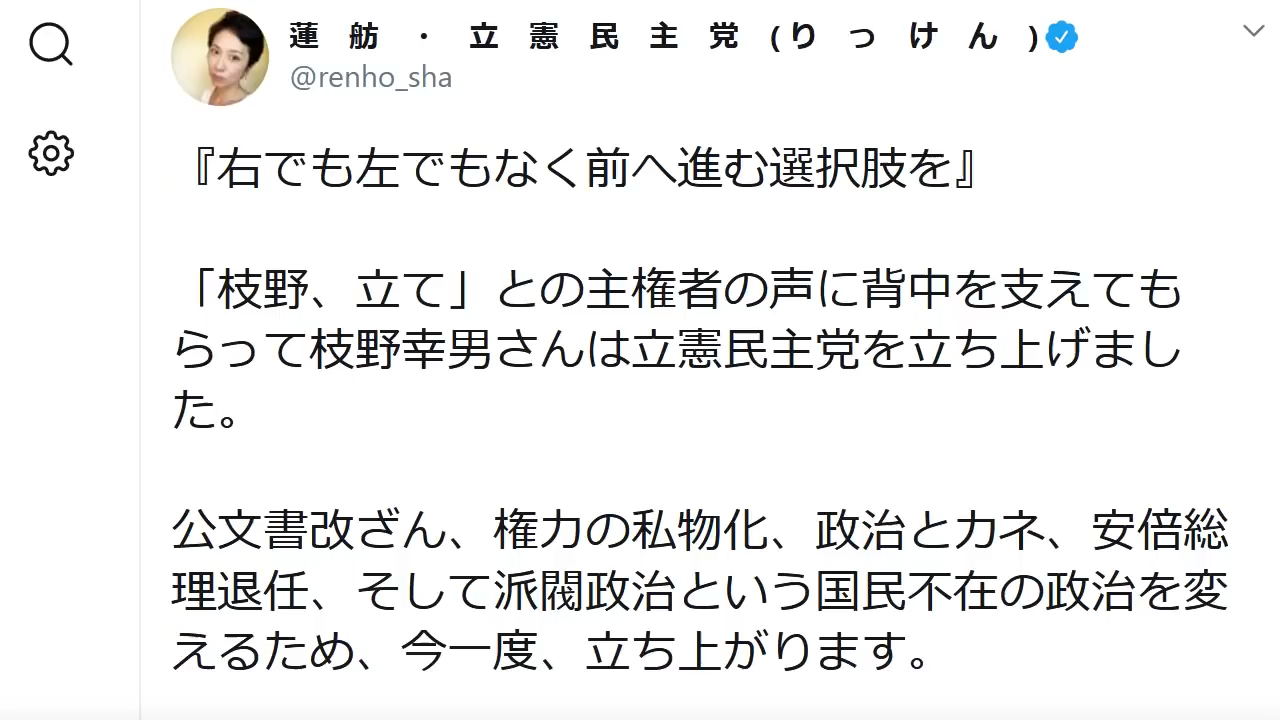 蓮舫・立憲民主党(りっけん)
@renho_sha
『右でも左でもなく前へ進む選択肢を』
「枝野、立て」との主権者の声に背中を支えても
らって枝野幸男さんは立憲民主党を立ち上げまし
た。
公文書改ざん、権力の私物化、政治とカネ、安倍総
理退任、そして派閥政治という国民不在の政治を変
えるため、今一度、立ち上がります。